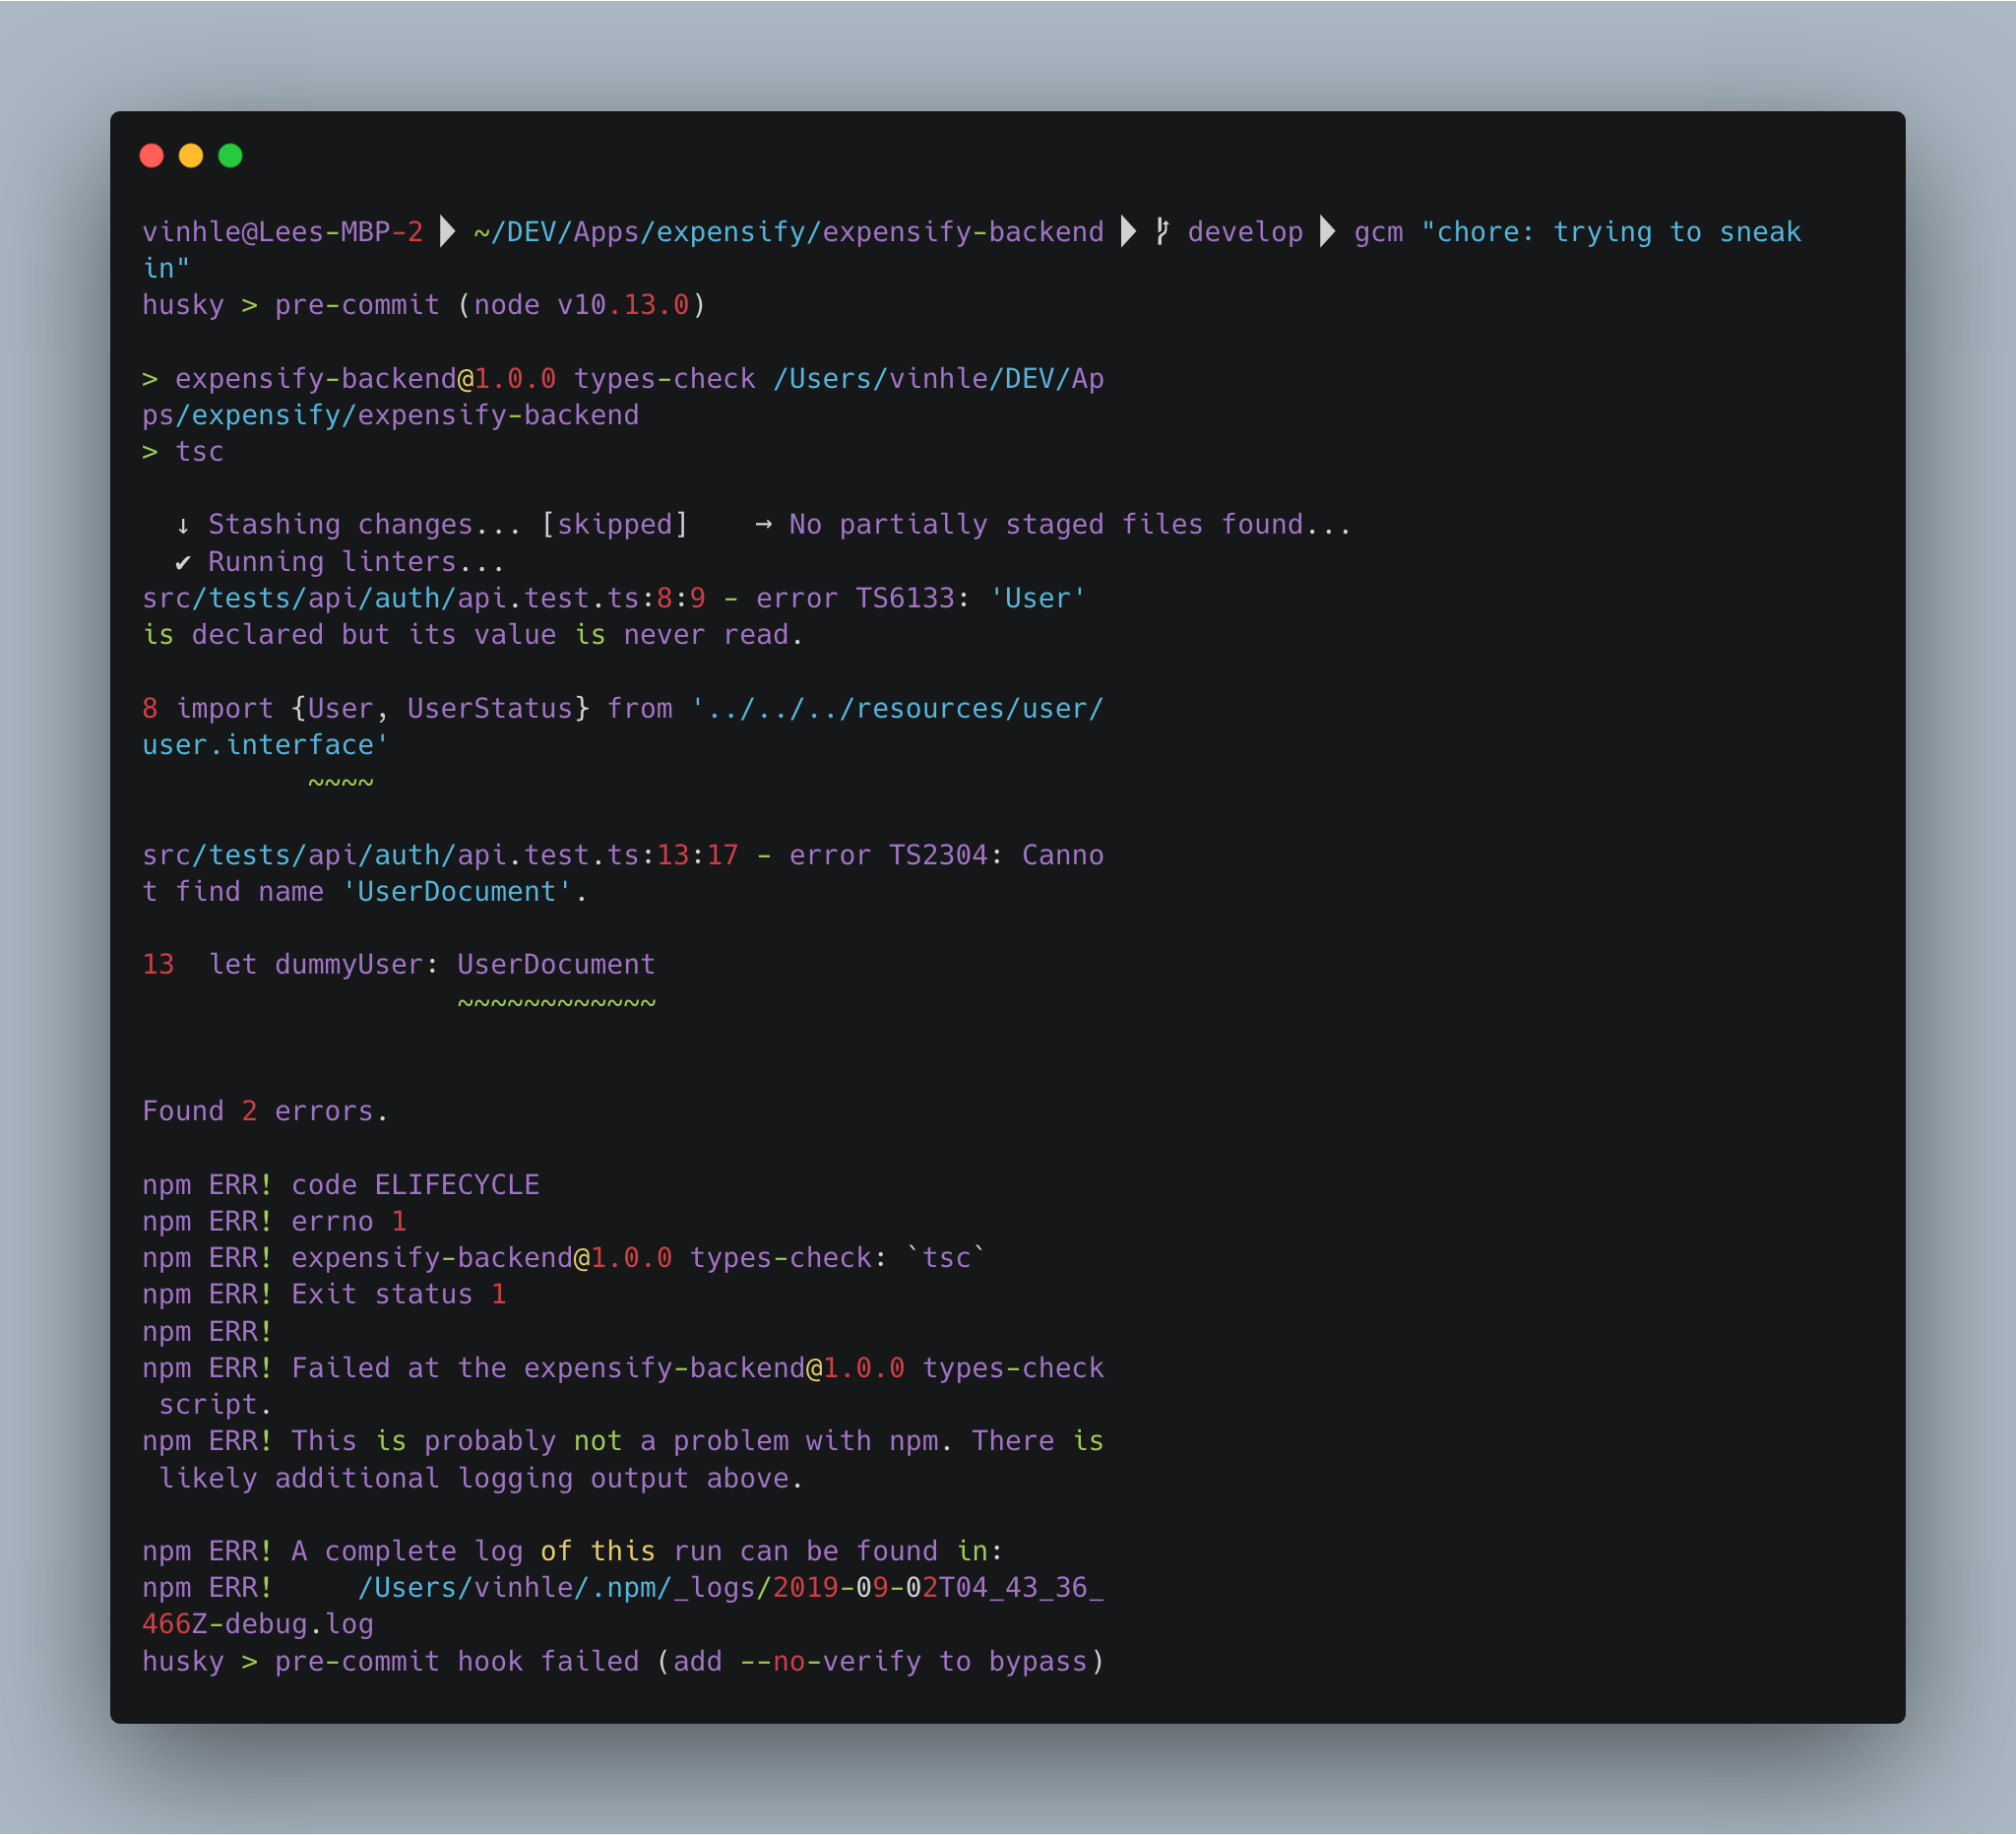 vinhle@Lees-MBP-2 ~/DEV/Apps/expensify/expensify-backend develop gcm "chore: trying to sneak
in"
husky > pre-commit (node v10.13.0)
> expensify-backend@1.0.0 types-check /Users/vinhle/DEV/Ap
ps/expensify/expensify-backend
> tsc
↓ Stashing changes... [skipped]    → No partially staged files found...
✔ Running linters...
src/tests/api/auth/api.test.ts:8:9 - error TS6133: 'User'
is declared but its value is never read.
8 import {User, UserStatus} from '../../../resources/user/
user.interface'
~~~~
src/tests/api/auth/api.test.ts:13:17 - error TS2304: Canno
t find name 'UserDocument'.
13  let dummyUser: UserDocument
~~~~~~~~~~~~
Found 2 errors.
npm ERR! code ELIFECYCLE
npm ERR! errno 1
npm ERR! expensify-backend@1.0.0 types-check: `tsc`
npm ERR! Exit status 1
npm ERR!
npm ERR! Failed at the expensify-backend@1.0.0 types-check
script.
npm ERR! This is probably not a problem with npm. There is
likely additional logging output above.
npm ERR! A complete log of this run can be found in:
npm ERR!     /Users/vinhle/.npm/_logs/2019-09-02T04_43_36_
466Z-debug.log
husky > pre-commit hook failed (add --no-verify to bypass)